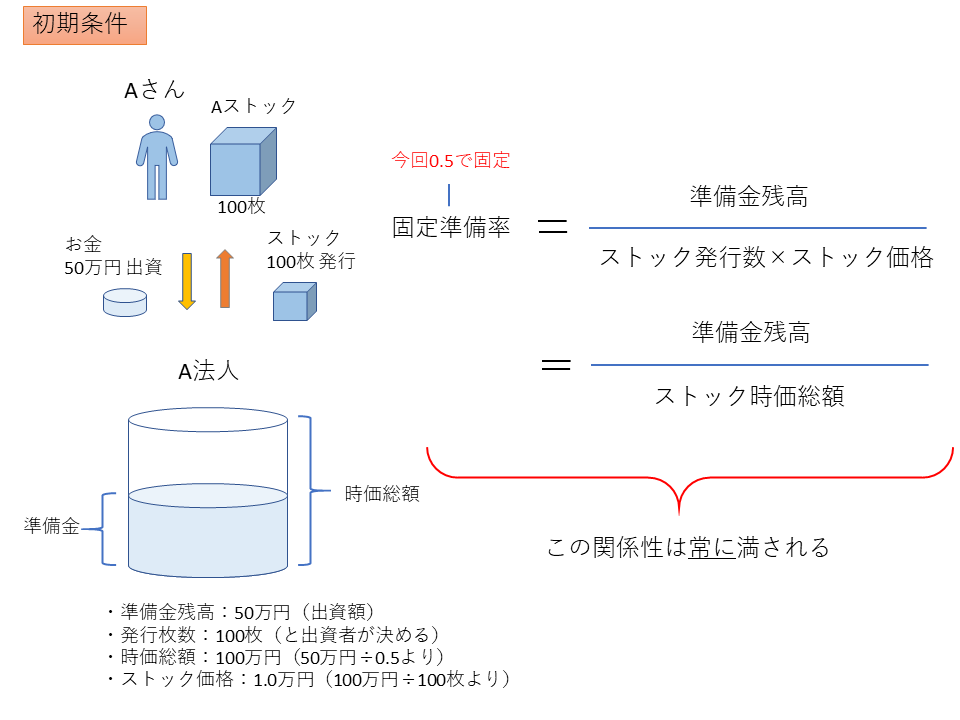 初期条件
Aさん
Aストック
100枚
お金
50万円 出資
ストック
100枚 発行
A法人
準備金
時価総額
・準備金残高：50万円（出資額）
・発行枚数：100枚（と出資者が決める）
・時価総額：100万円（50万円÷0.5より）
・ストック価格：1.0万円（100万円÷100枚より）
今回0.5で固定
固定準備率
＝
準備金残高
ストック発行数×ストック価格
＝
準備金残高
ストック時価総額
この関係性は常に満される